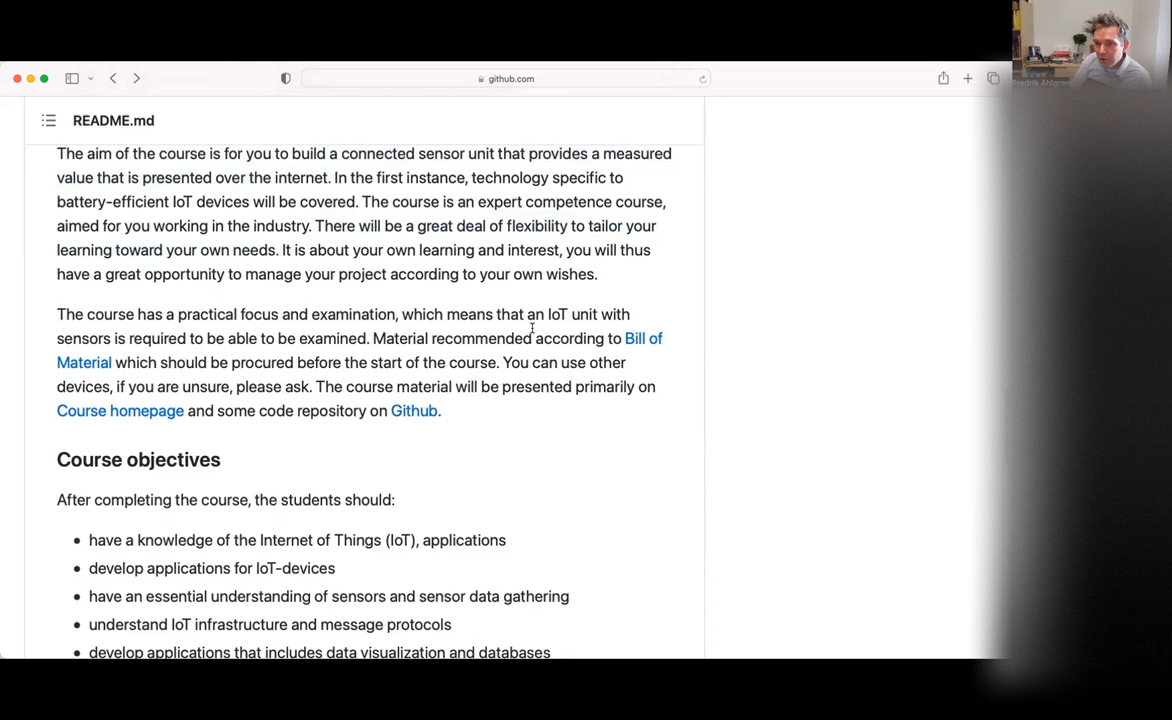 github.com
Fredrik Ahlgren
README.md
The aim of the course is for you to build a connected sensor unit that provides a measured
value that is presented over the internet. In the first instance, technology specific to
battery-efficient IoT devices will be covered. The course is an expert competence course,
aimed for you working in the industry. There will be a great deal of flexibility to tailor your
learning toward your own needs. It is about your own learning and interest, you will thus
have a great opportunity to manage your project according to your own wishes.
The course has a practical focus and examination, which means that an IoT unit with
sensors is required to be able to be examined. Material recommended according to Bill of
Material which should be procured before the start of the course. You can use other
devices, if you are unsure, please ask. The course material will be presented primarily on
Course homepage and some code repository on Github.
Course objectives
After completing the course, the students should:
• have a knowledge of the Internet of Things (IoT), applications
• develop applications for IoT-devices
• have an essential understanding of sensors and sensor data gathering
• understand IoT infrastructure and message protocols
• develop applications that includes data visualization and databases